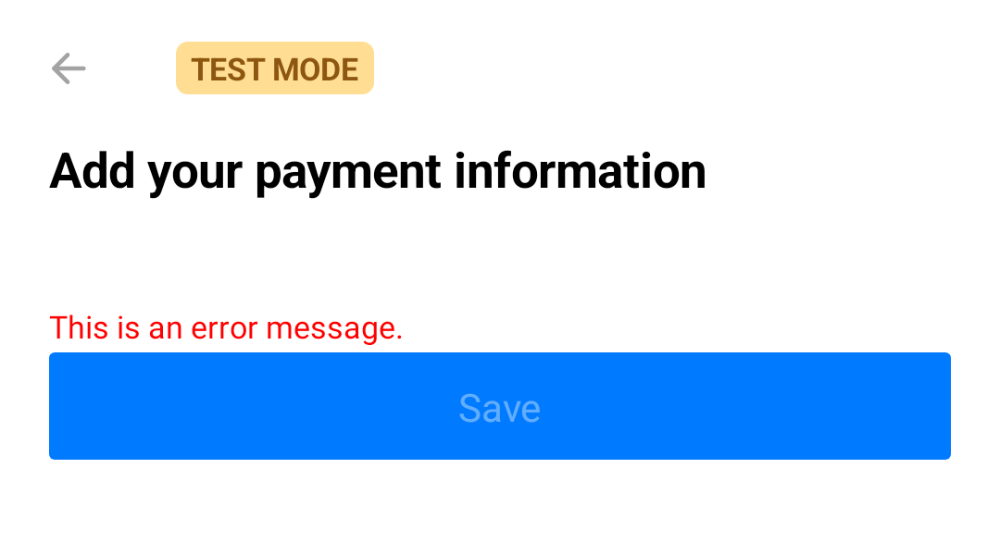 TEST MODE
Add your payment information
This is an error message.
Save